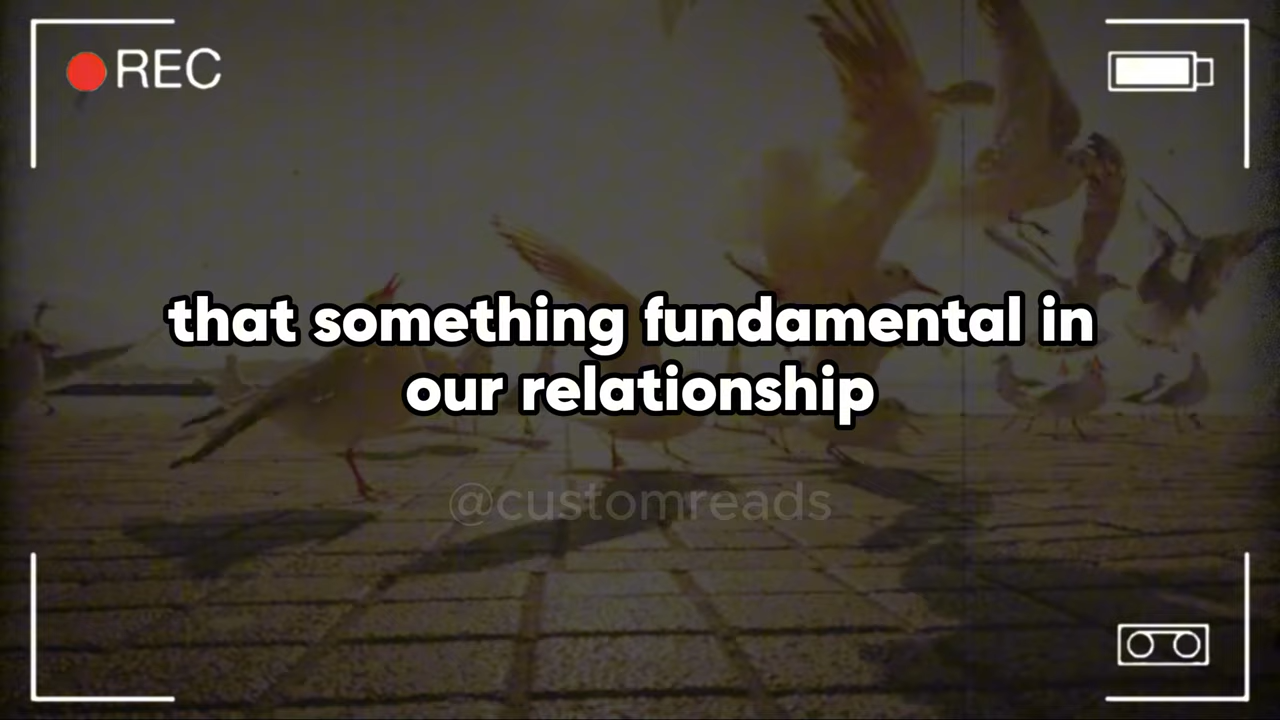 REC
that something fundamental in
our relationship
@customreads